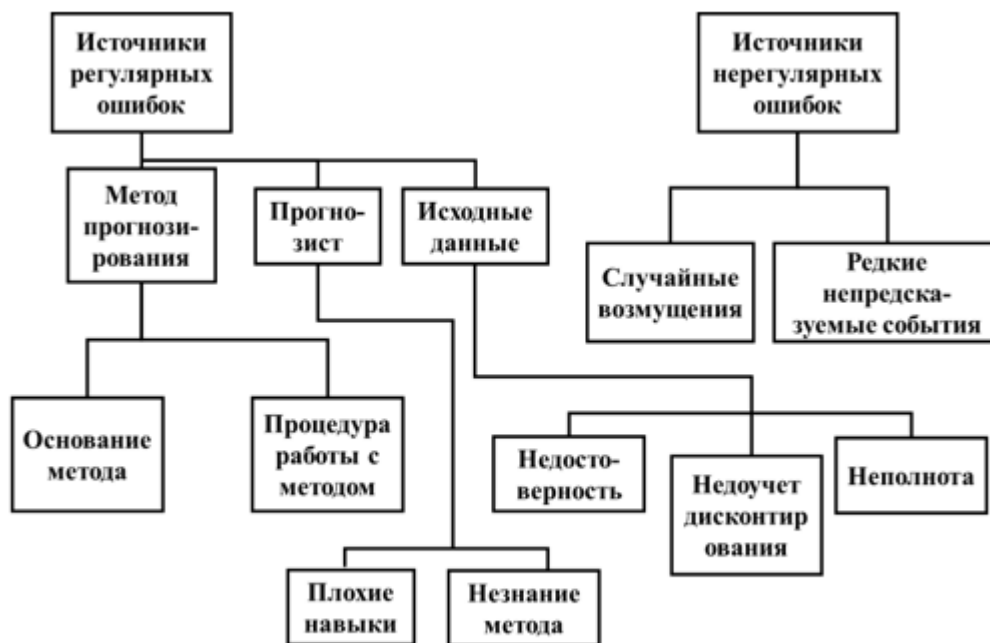 Источники
регулярных
ошибок
Источники
нерегулярных
ошибок
Метод
прогнози-
рования
Прогно-
зист
Исходные
данные
Случайные
возмущения
Редкие
непредска-
зуемые события
Основание
метода
Процедура
работы с
методом
Недосто-
верность
Недоучет
дисконтир
ования
Неполнота
Плохие
навыки
Незнание
метода